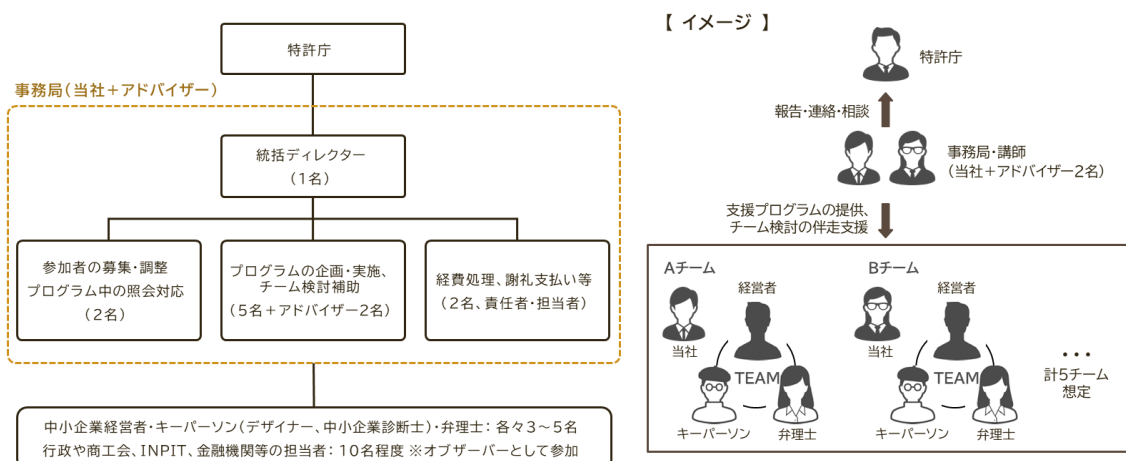 特許庁
事務局(当社+アドバイザー)
統括ディレクター
(1名)
参加者の募集・調整
プログラム中の照会対応
(2名)
プログラムの企画・実施、
チーム検討補助
(5名+アドバイザー2名)
経費処理、謝礼支払い等
(2名、責任者・担当者)
中小企業経営者・キーパーソン(デザイナー、中小企業診断士)・弁理士:各々3~5名
行政や商工会、INPIT、金融機関等の担当者:10名程度 ※オブザーバーとして参加
【 イメージ 】
特許庁
報告・連絡・相談
事務局・講師
(当社+アドバイザー2名)
支援プログラムの提供、
チーム検討の伴走支援
Aチーム
経営者
当社
TEAM
キーパーソン
弁理士
Bチーム
経営者
当社
TEAM
キーパーソン
弁理士
・・・
計5チーム
想定